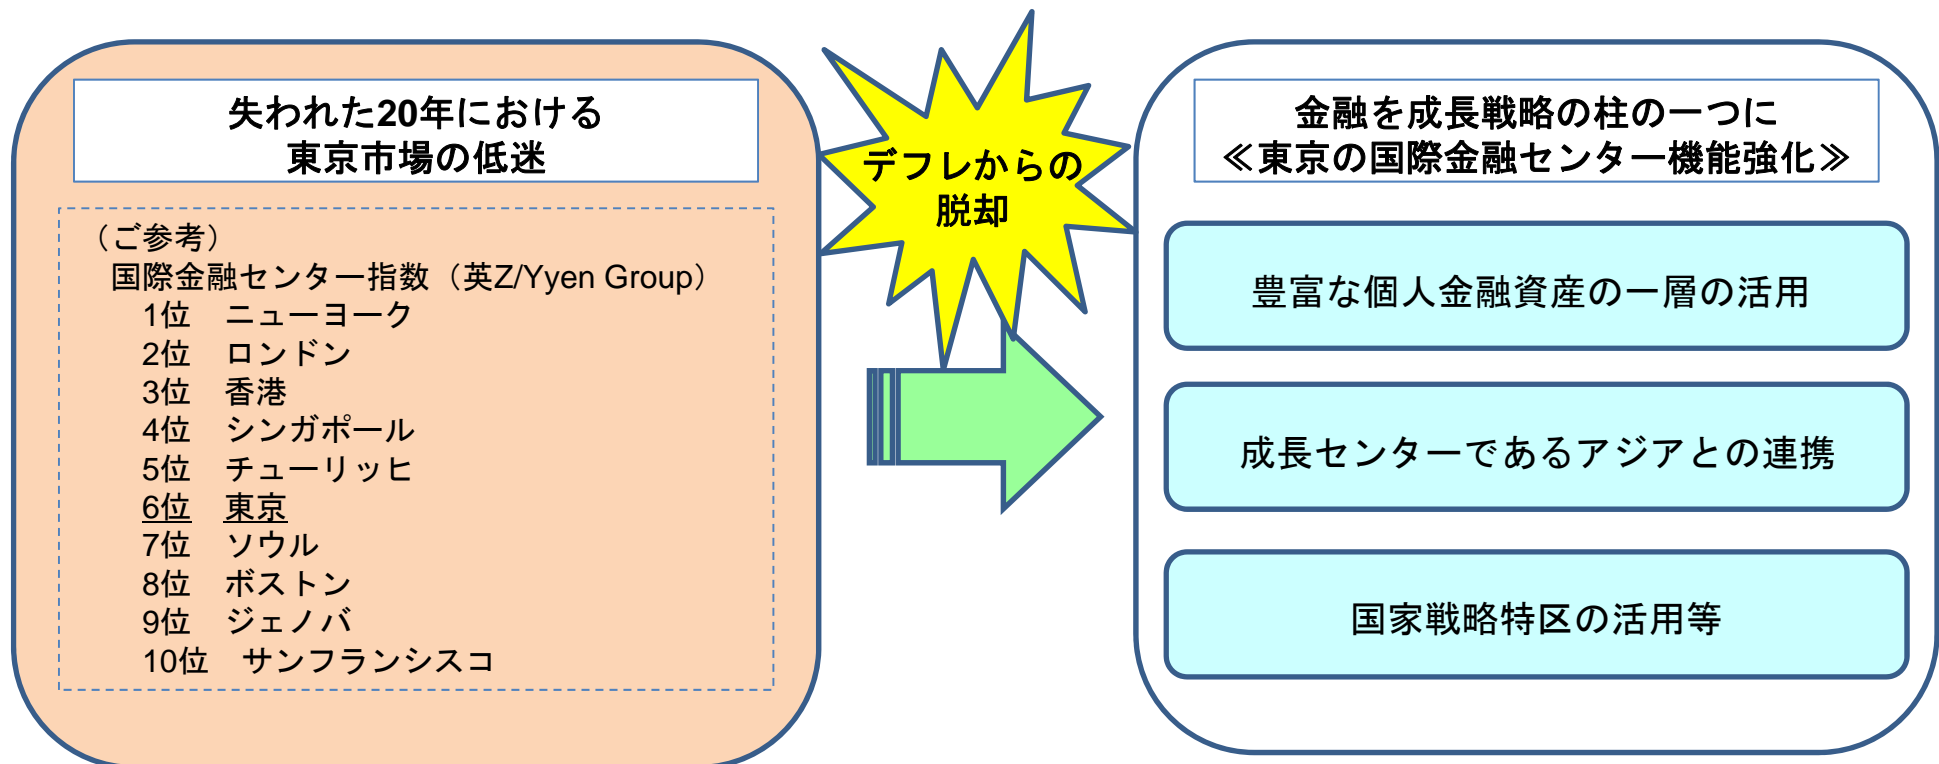 失われた20年における
東京市場の低迷
（ご参考）
国際金融センター指数（英Z/Yyen Group）
1位　ニューヨーク
2位　ロンドン
3位　香港
4位　シンガポール
5位　チューリッヒ
6位　東京
7位　ソウル
8位　ボストン
9位　ジェノバ
10位　サンフランシスコ
デフレからの
脱却
金融を成長戦略の柱の一つに
≪東京の国際金融センター機能強化≫
豊富な個人金融資産の一層の活用
成長センターであるアジアとの連携
国家戦略特区の活用等